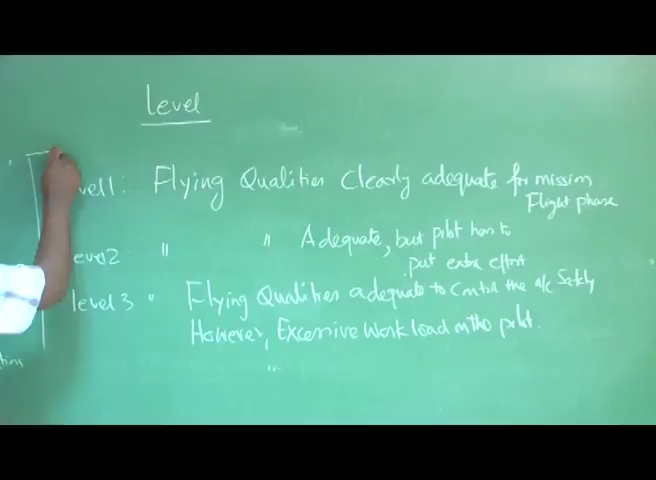 Level
vel1: Flying Qualities Clearly adequate for mission
Flight phase
evel2: " " Adequate, but pilot has to
put extra effort
level 3 " Flying Qualities adequate to Control the A/c Safely
However, Excessive work load on the pilot.